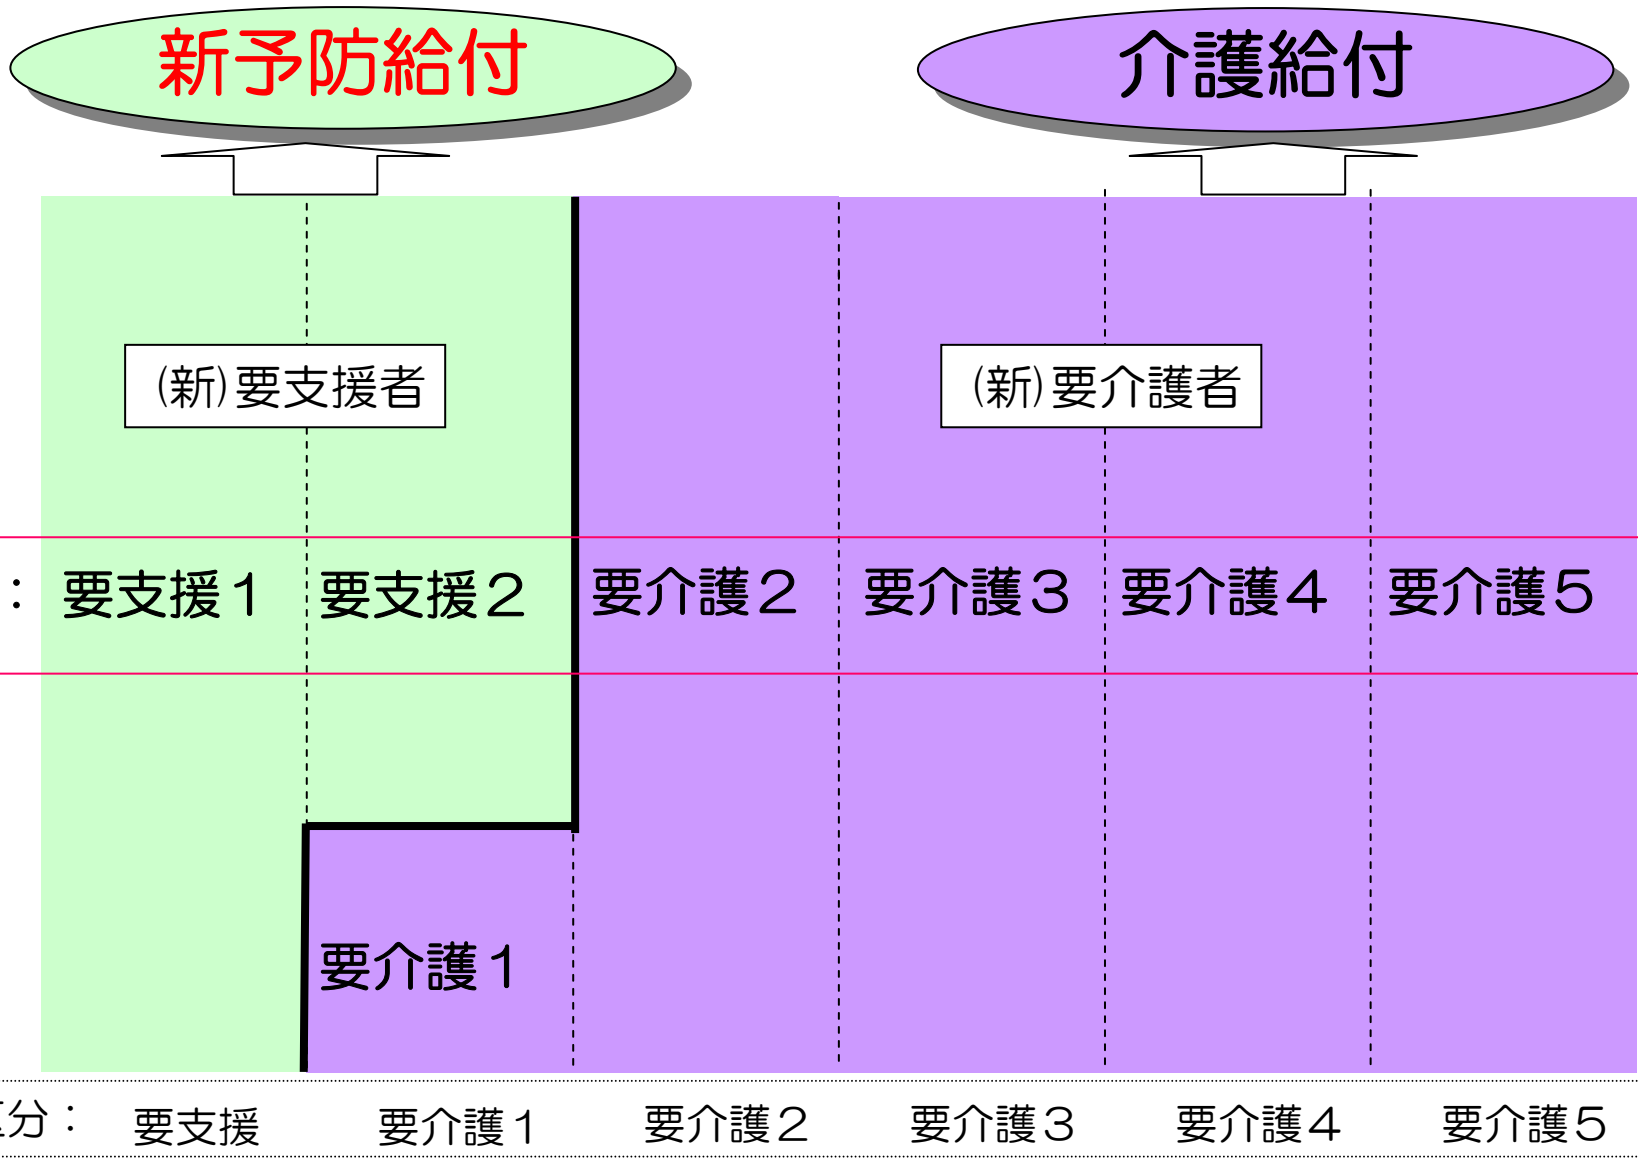 新予防給付 介護給付
(新)要支援者 (新)要介護者
: 要支援1 要支援2 要介護2 要介護3 要介護4 要介護5
要介護1
分: 要支援 要介護1 要介護2 要介護3 要介護4 要介護5